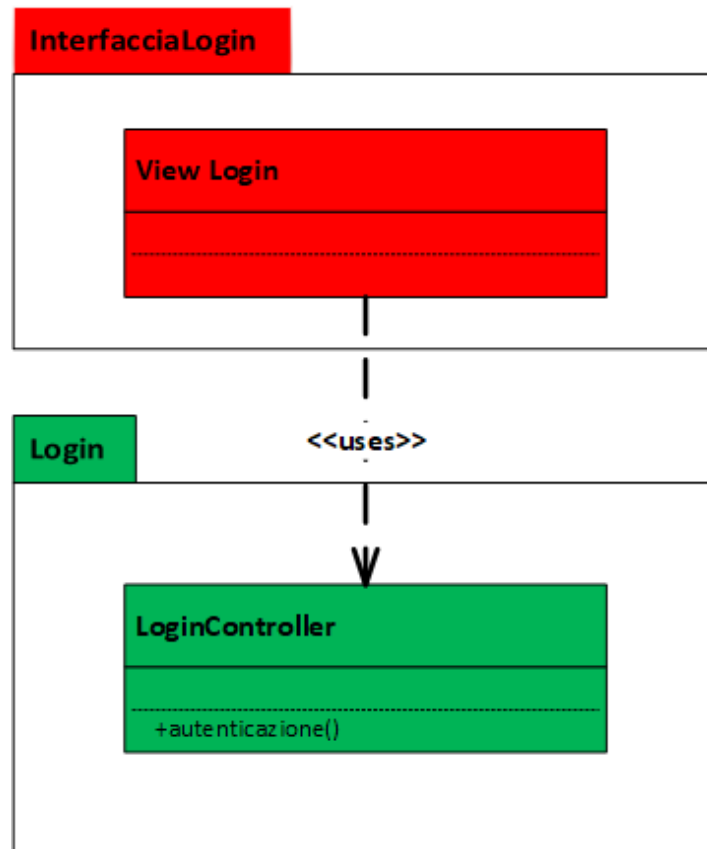 InterfacciaLogin
View Login
<<uses>>
Login
LoginController
+autenticazione()